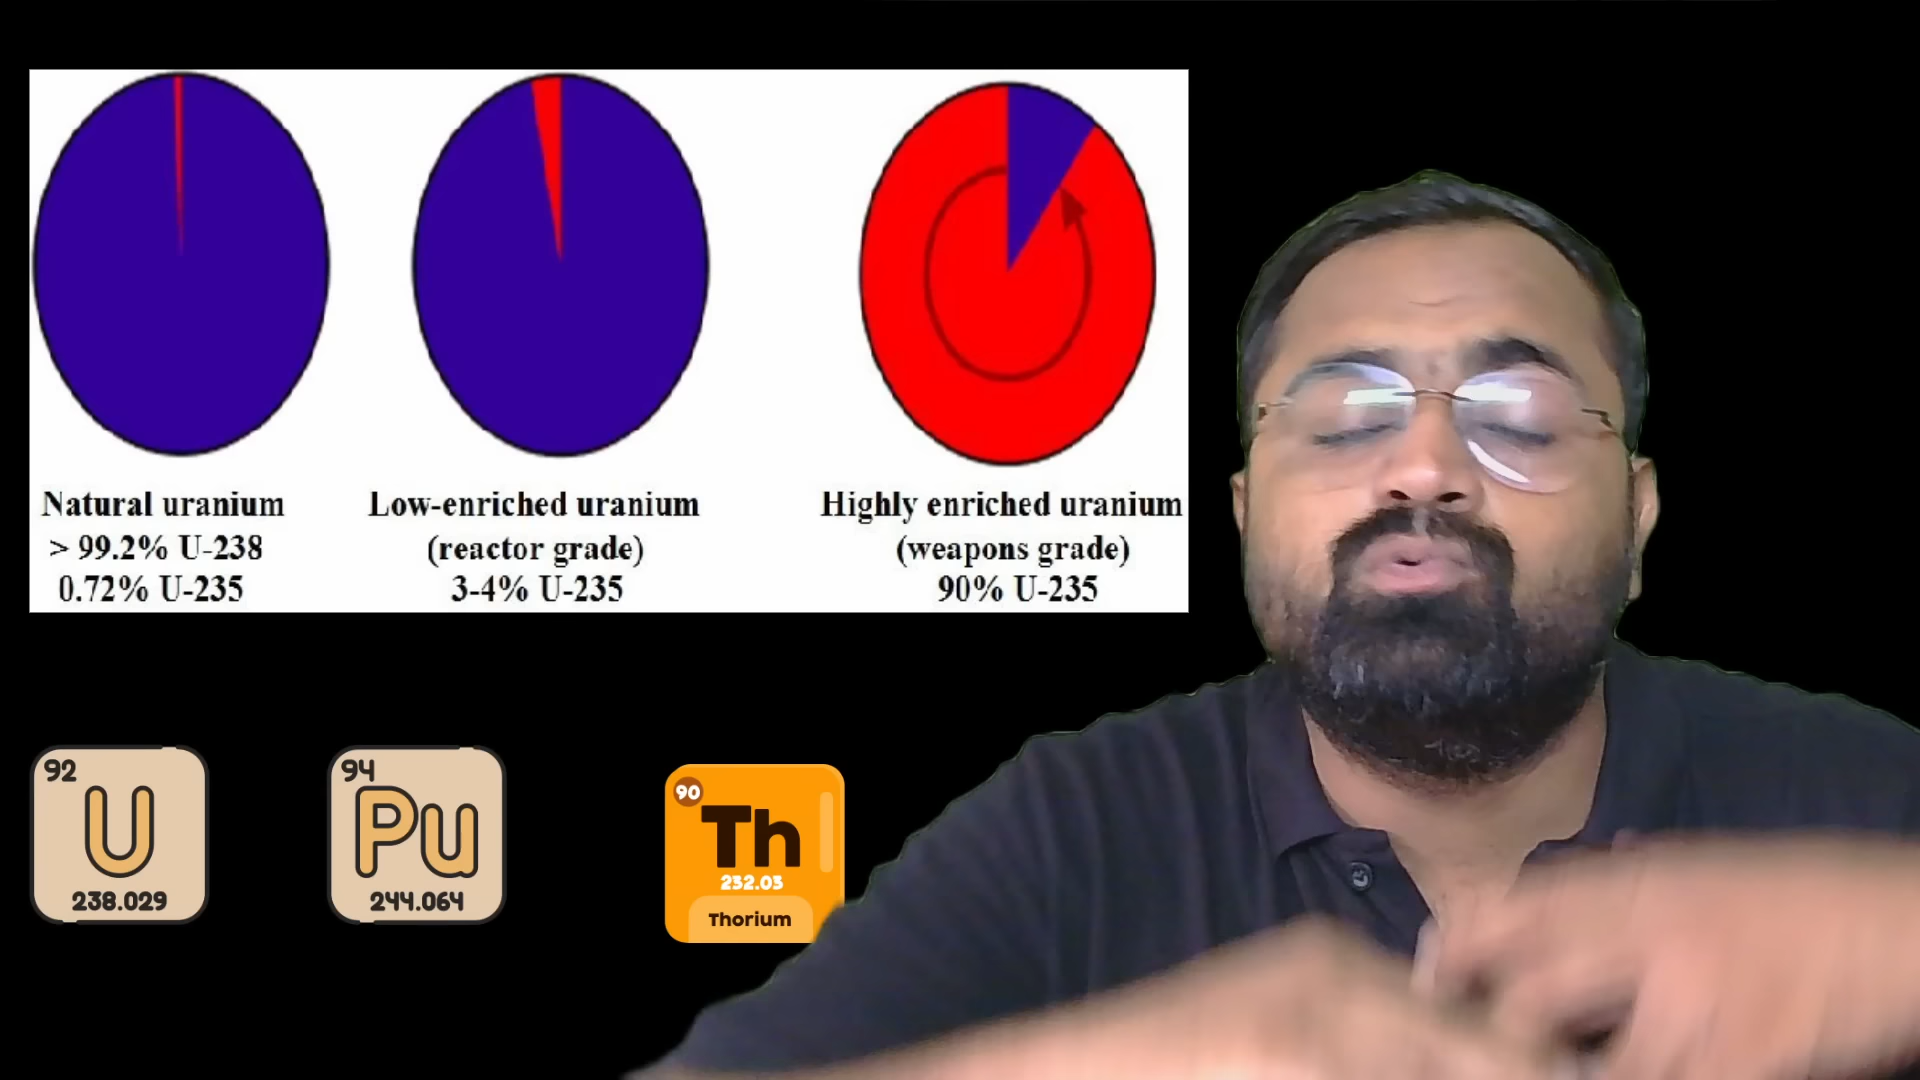 Natural uranium
> 99.2% U-238
0.72% U-235
Low-enriched uranium
(reactor grade)
3-4% U-235
Highly enriched uranium
(weapons grade)
90% U-235
92
U
238.029
94
Pu
244.064
90
Th
232.03
Thorium